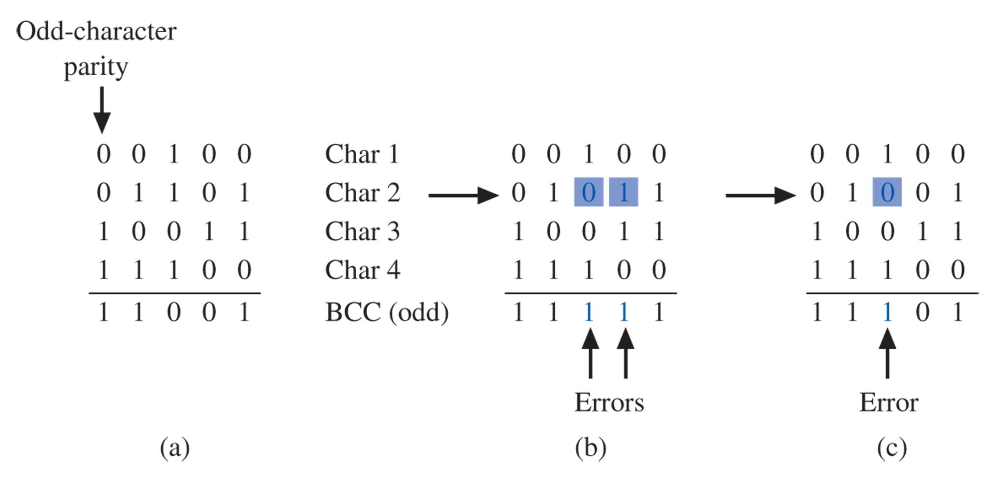 Odd-character
parity
0 0 1 0 0 Char 1 0 0 1 0 0 0 0 1 0 0
0 1 1 0 1 Char 2 0 1 0 1 1 0 1 0 0 1
1 0 0 1 1 Char 3 1 0 0 1 1 1 0 0 1 1
1 1 1 0 0 Char 4 1 1 1 0 0 1 1 1 0 0
1 1 0 0 1 BCC (odd) 1 1 1 1 1 1 1 1 0 1
Errors Error
(a) (b) (c)